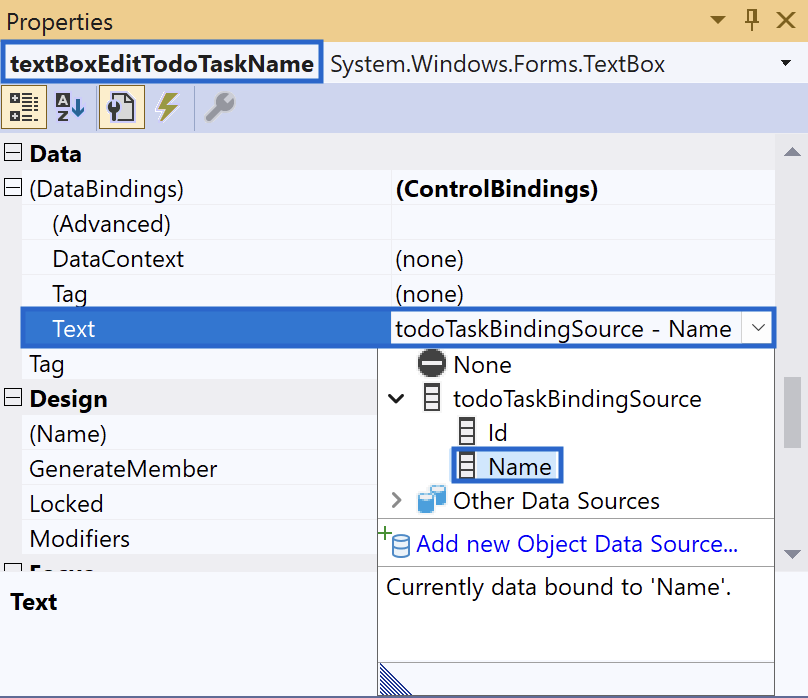 Properties
textBoxEditTodoTaskName System.Windows.Forms.TextBox
A
Z
Data
(DataBindings) (ControlBindings)
(Advanced)
DataContext (none)
Tag (none)
Text todoTaskBindingSource - Name
Tag
None
Design
todoTaskBindingSource
(Name)
Id
GenerateMember
Name
Locked
Other Data Sources
Modifiers
Add new Object Data Source...
Focus
Text
Currently data bound to 'Name'.